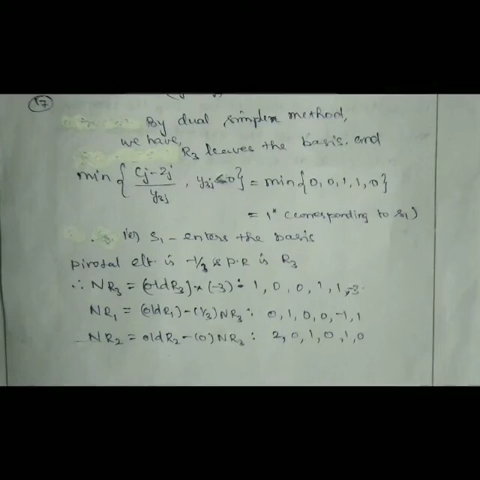 17
By dual simplex method,
we have,
R3 leaves the basis. and
min { Cj-Zj / y3j , y3j < 0 } = min { 0, 0, 1, 1, 0 }
= 1* corresponding to s1)
∴ S1 - enters the basis
pivotal elt is -1/3 & P.R is R3
∴ NR3 = (old R3) × (-3) : 1, 0, 0, 1, 1, -3
NR1 = (old R1) - (1/3) NR3 : 0, 1, 0, 0, -1, 1
NR2 = old R2 - (0) NR3 : 2, 0, 1, 0, 1, 0